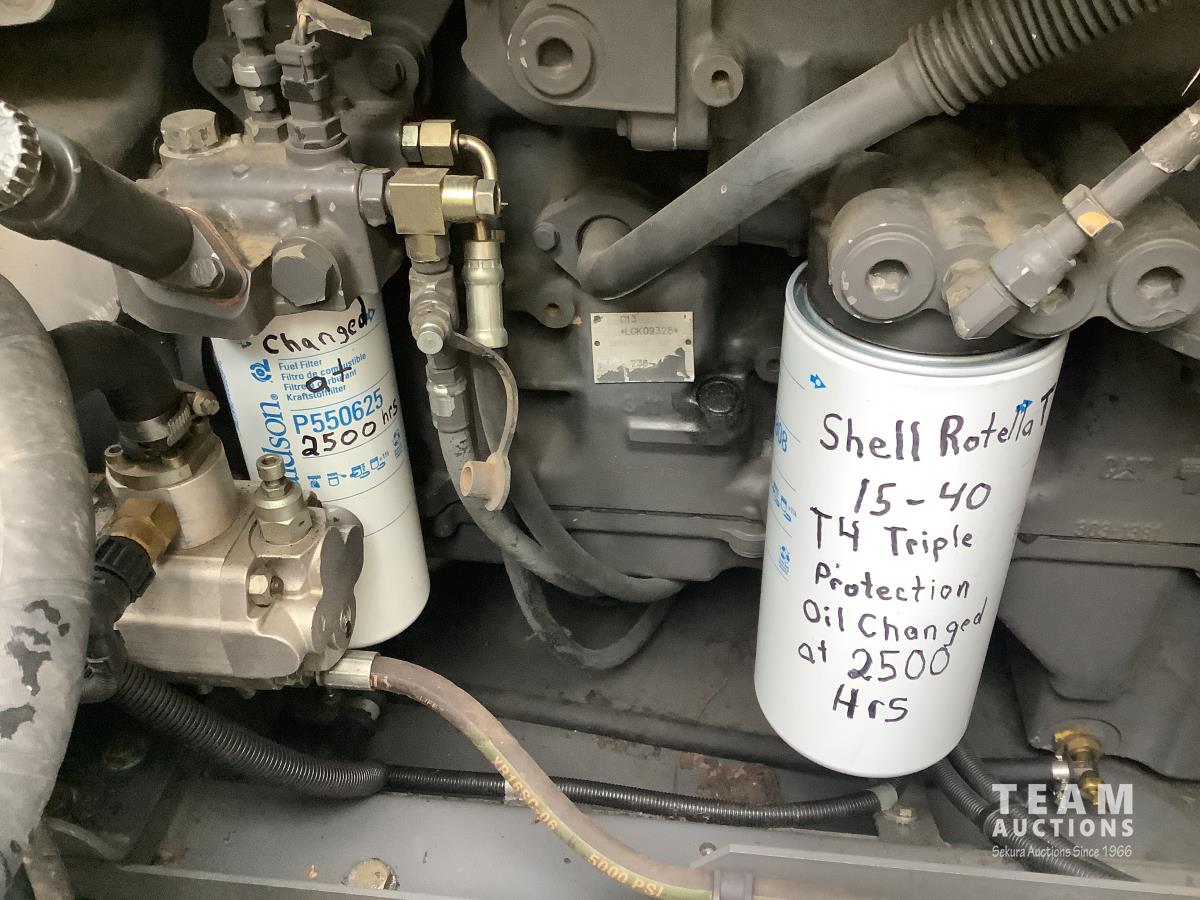 Changed
Fuel Filter
Filtro de combustible
Kraftstoffilter
at
P550625
2500 hrs
C13
*LGK09328*
Shell Rotella T
15-40
T4 Triple
Protection
Oil Changed
at 2500
Hrs
5000 PSI
TEAM
AUCTIONS
Sekura Auctions Since 1966